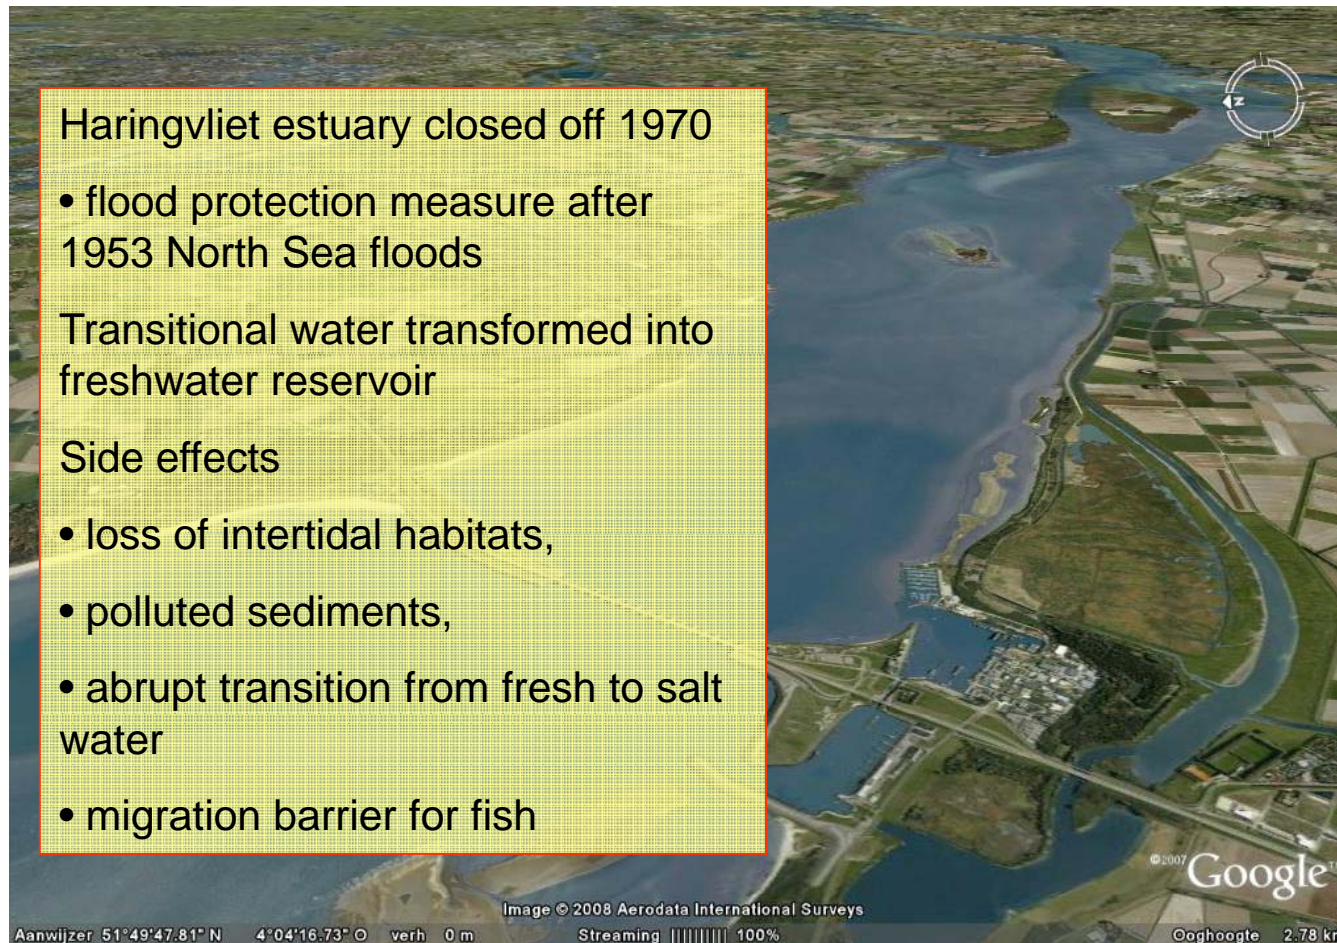 Haringvliet estuary closed off 1970
• flood protection measure after
1953 North Sea floods
Transitional water transformed into
freshwater reservoir
Side effects
• loss of intertidal habitats,
• polluted sediments,
• abrupt transition from fresh to salt
water
• migration barrier for fish
N
©2007 Google™
Image © 2008 Aerodata International Surveys
Aanwijzer 51°49'47.81" N 4°04'16.73" O verh 0 m Streaming |||||||||| 100% Ooghoogte 2.78 km